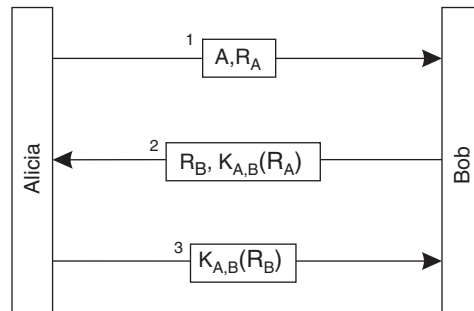 1
A,R_A
2
R_B, K_A,B(R_A)
3
K_A,B(R_B)
Alicia
Bob